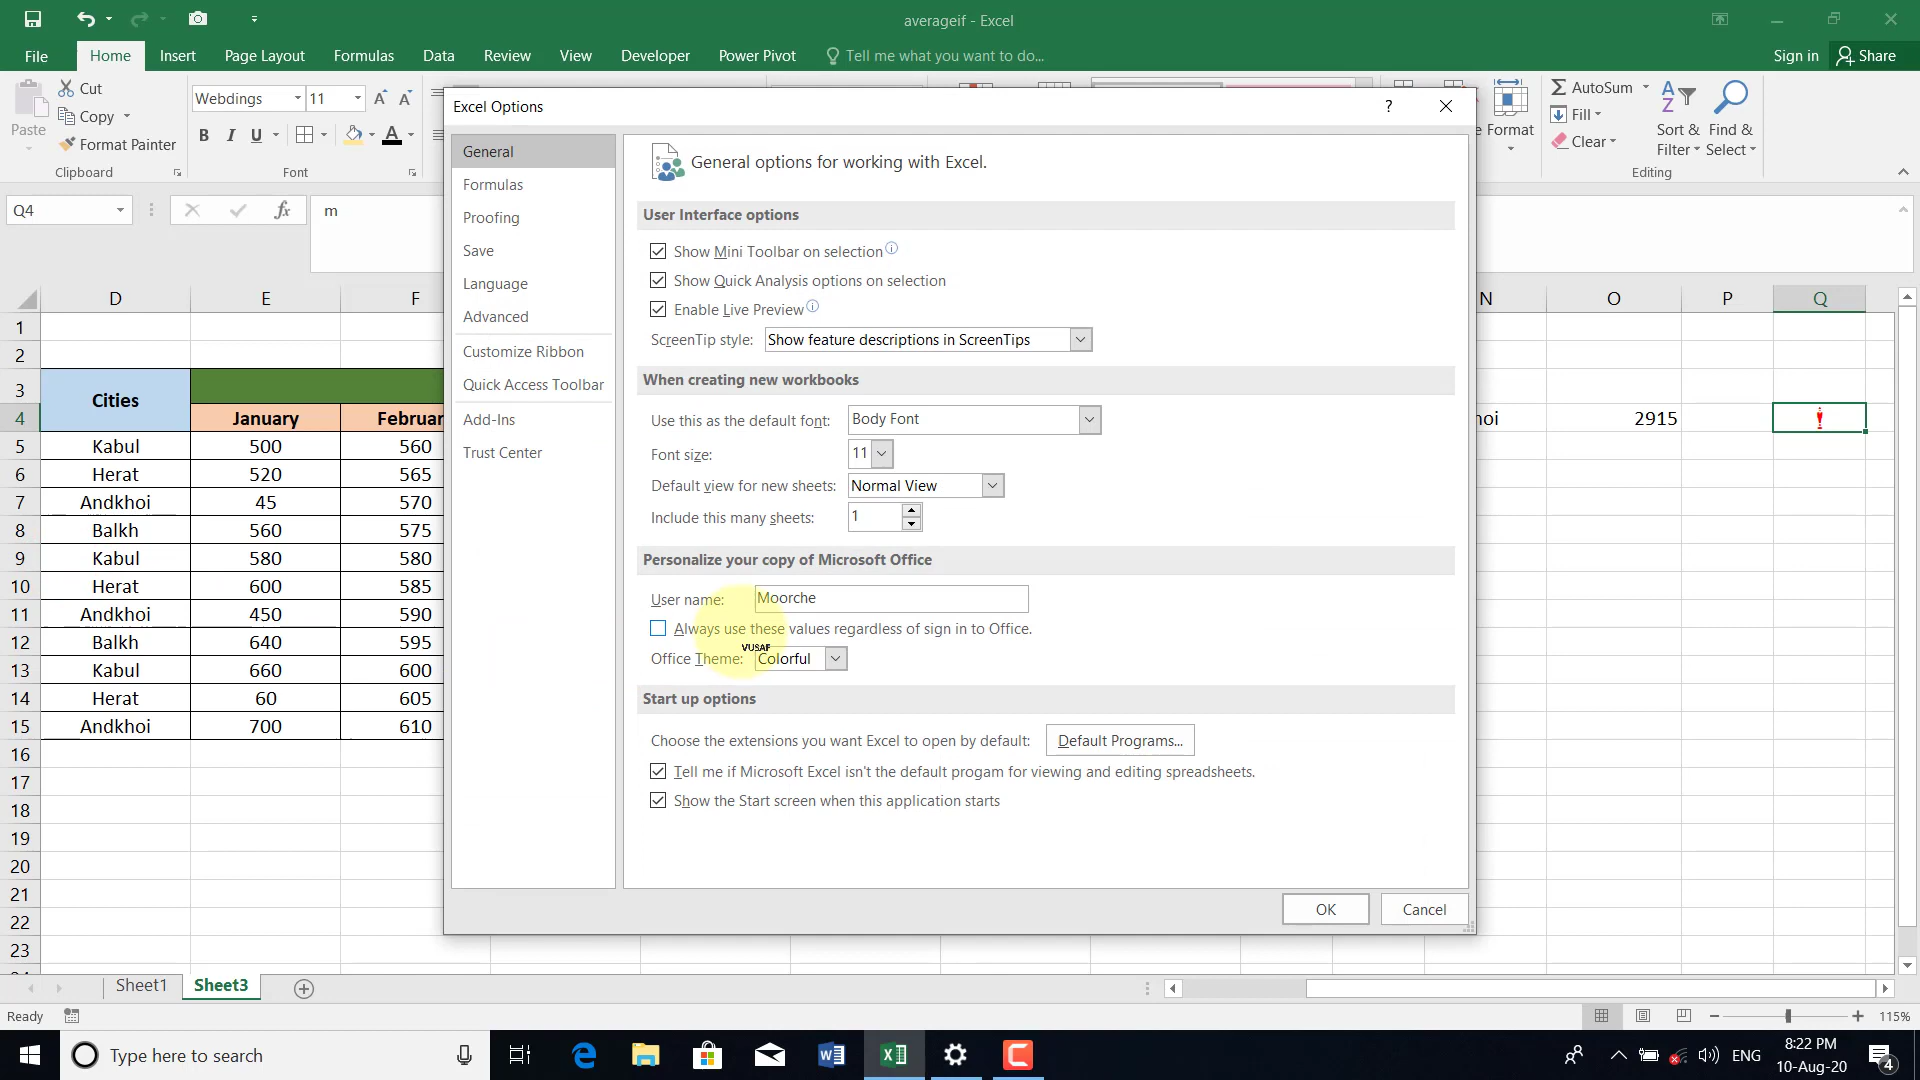 averageif - Excel
File Home Insert Page Layout Formulas Data Review View Developer Power Pivot Tell me what you want to do... Sign in Share
Paste
Cut
Copy
Format Painter
Clipboard
Webdings 11
B I U
Font
Format
AutoSum
Fill
Clear
Sort & Filter
Find & Select
Editing
Q4
fx
m
D E F N O P Q
1
2
3 Cities
4 January Februar hoi 2915
5 Kabul 500 560
6 Herat 520 565
7 Andkhoi 45 570
8 Balkh 560 575
9 Kabul 580 580
10 Herat 600 585
11 Andkhoi 450 590
12 Balkh 640 595
13 Kabul 660 600
14 Herat 60 605
15 Andkhoi 700 610
16
17
18
19
20
21
22
23
Excel Options
?
General
Formulas
Proofing
Save
Language
Advanced
Customize Ribbon
Quick Access Toolbar
Add-Ins
Trust Center
General options for working with Excel.
User Interface options
Show Mini Toolbar on selection
Show Quick Analysis options on selection
Enable Live Preview
ScreenTip style: Show feature descriptions in ScreenTips
When creating new workbooks
Use this as the default font: Body Font
Font size: 11
Default view for new sheets: Normal View
Include this many sheets: 1
Personalize your copy of Microsoft Office
User name: Moorche
Always use these values regardless of sign in to Office.
VUSAF
Office Theme: Colorful
Start up options
Choose the extensions you want Excel to open by default: Default Programs...
Tell me if Microsoft Excel isn't the default progam for viewing and editing spreadsheets.
Show the Start screen when this application starts
OK Cancel
Sheet1 Sheet3
Ready
115%
Type here to search
ENG
8:22 PM
10-Aug-20
4